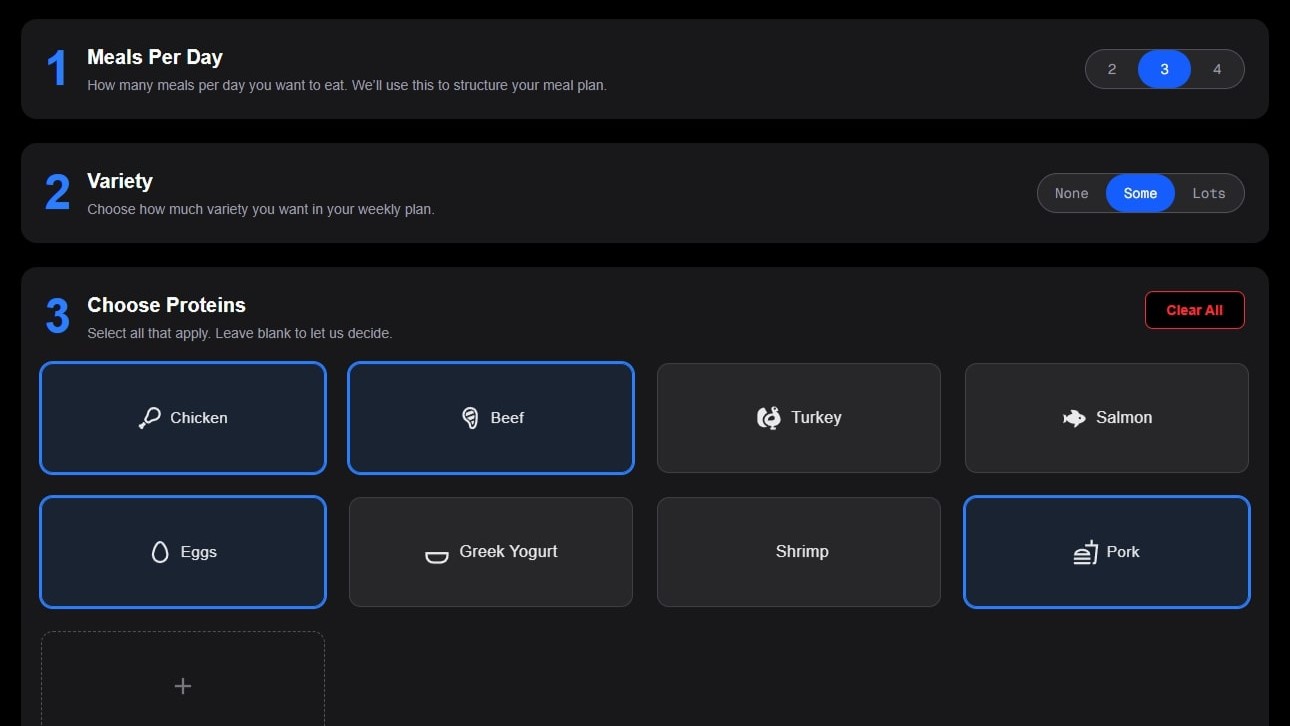 1
Meals Per Day
How many meals per day you want to eat. We'll use this to structure your meal plan.
2 3 4
2
Variety
Choose how much variety you want in your weekly plan.
None Some Lots
3
Choose Proteins
Select all that apply. Leave blank to let us decide.
Clear All
Chicken
Beef
Turkey
Salmon
Eggs
Greek Yogurt
Shrimp
Pork
+